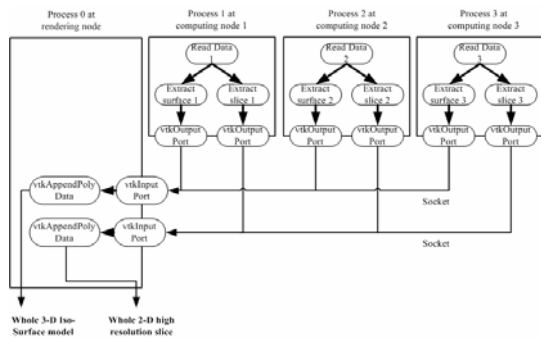 Process 0 at
rendering node
Process 1 at
computing node 1
Process 2 at
computing node 2
Process 3 at
computing node 3
Read Data
1
Read Data
2
Read Data
3
Extract
surface 1
Extract
slice 1
Extract
surface 2
Extract
slice 2
Extract
surface 3
Extract
slice 3
vtkOutput
Port
vtkOutput
Port
vtkOutput
Port
vtkOutput
Port
vtkOutput
Port
vtkOutput
Port
vtkAppendPoly
Data
vtkInput
Port
Socket
vtkAppendPoly
Data
vtkInput
Port
Socket
Whole 3-D Iso-
Surface model
Whole 2-D high
resolution slice